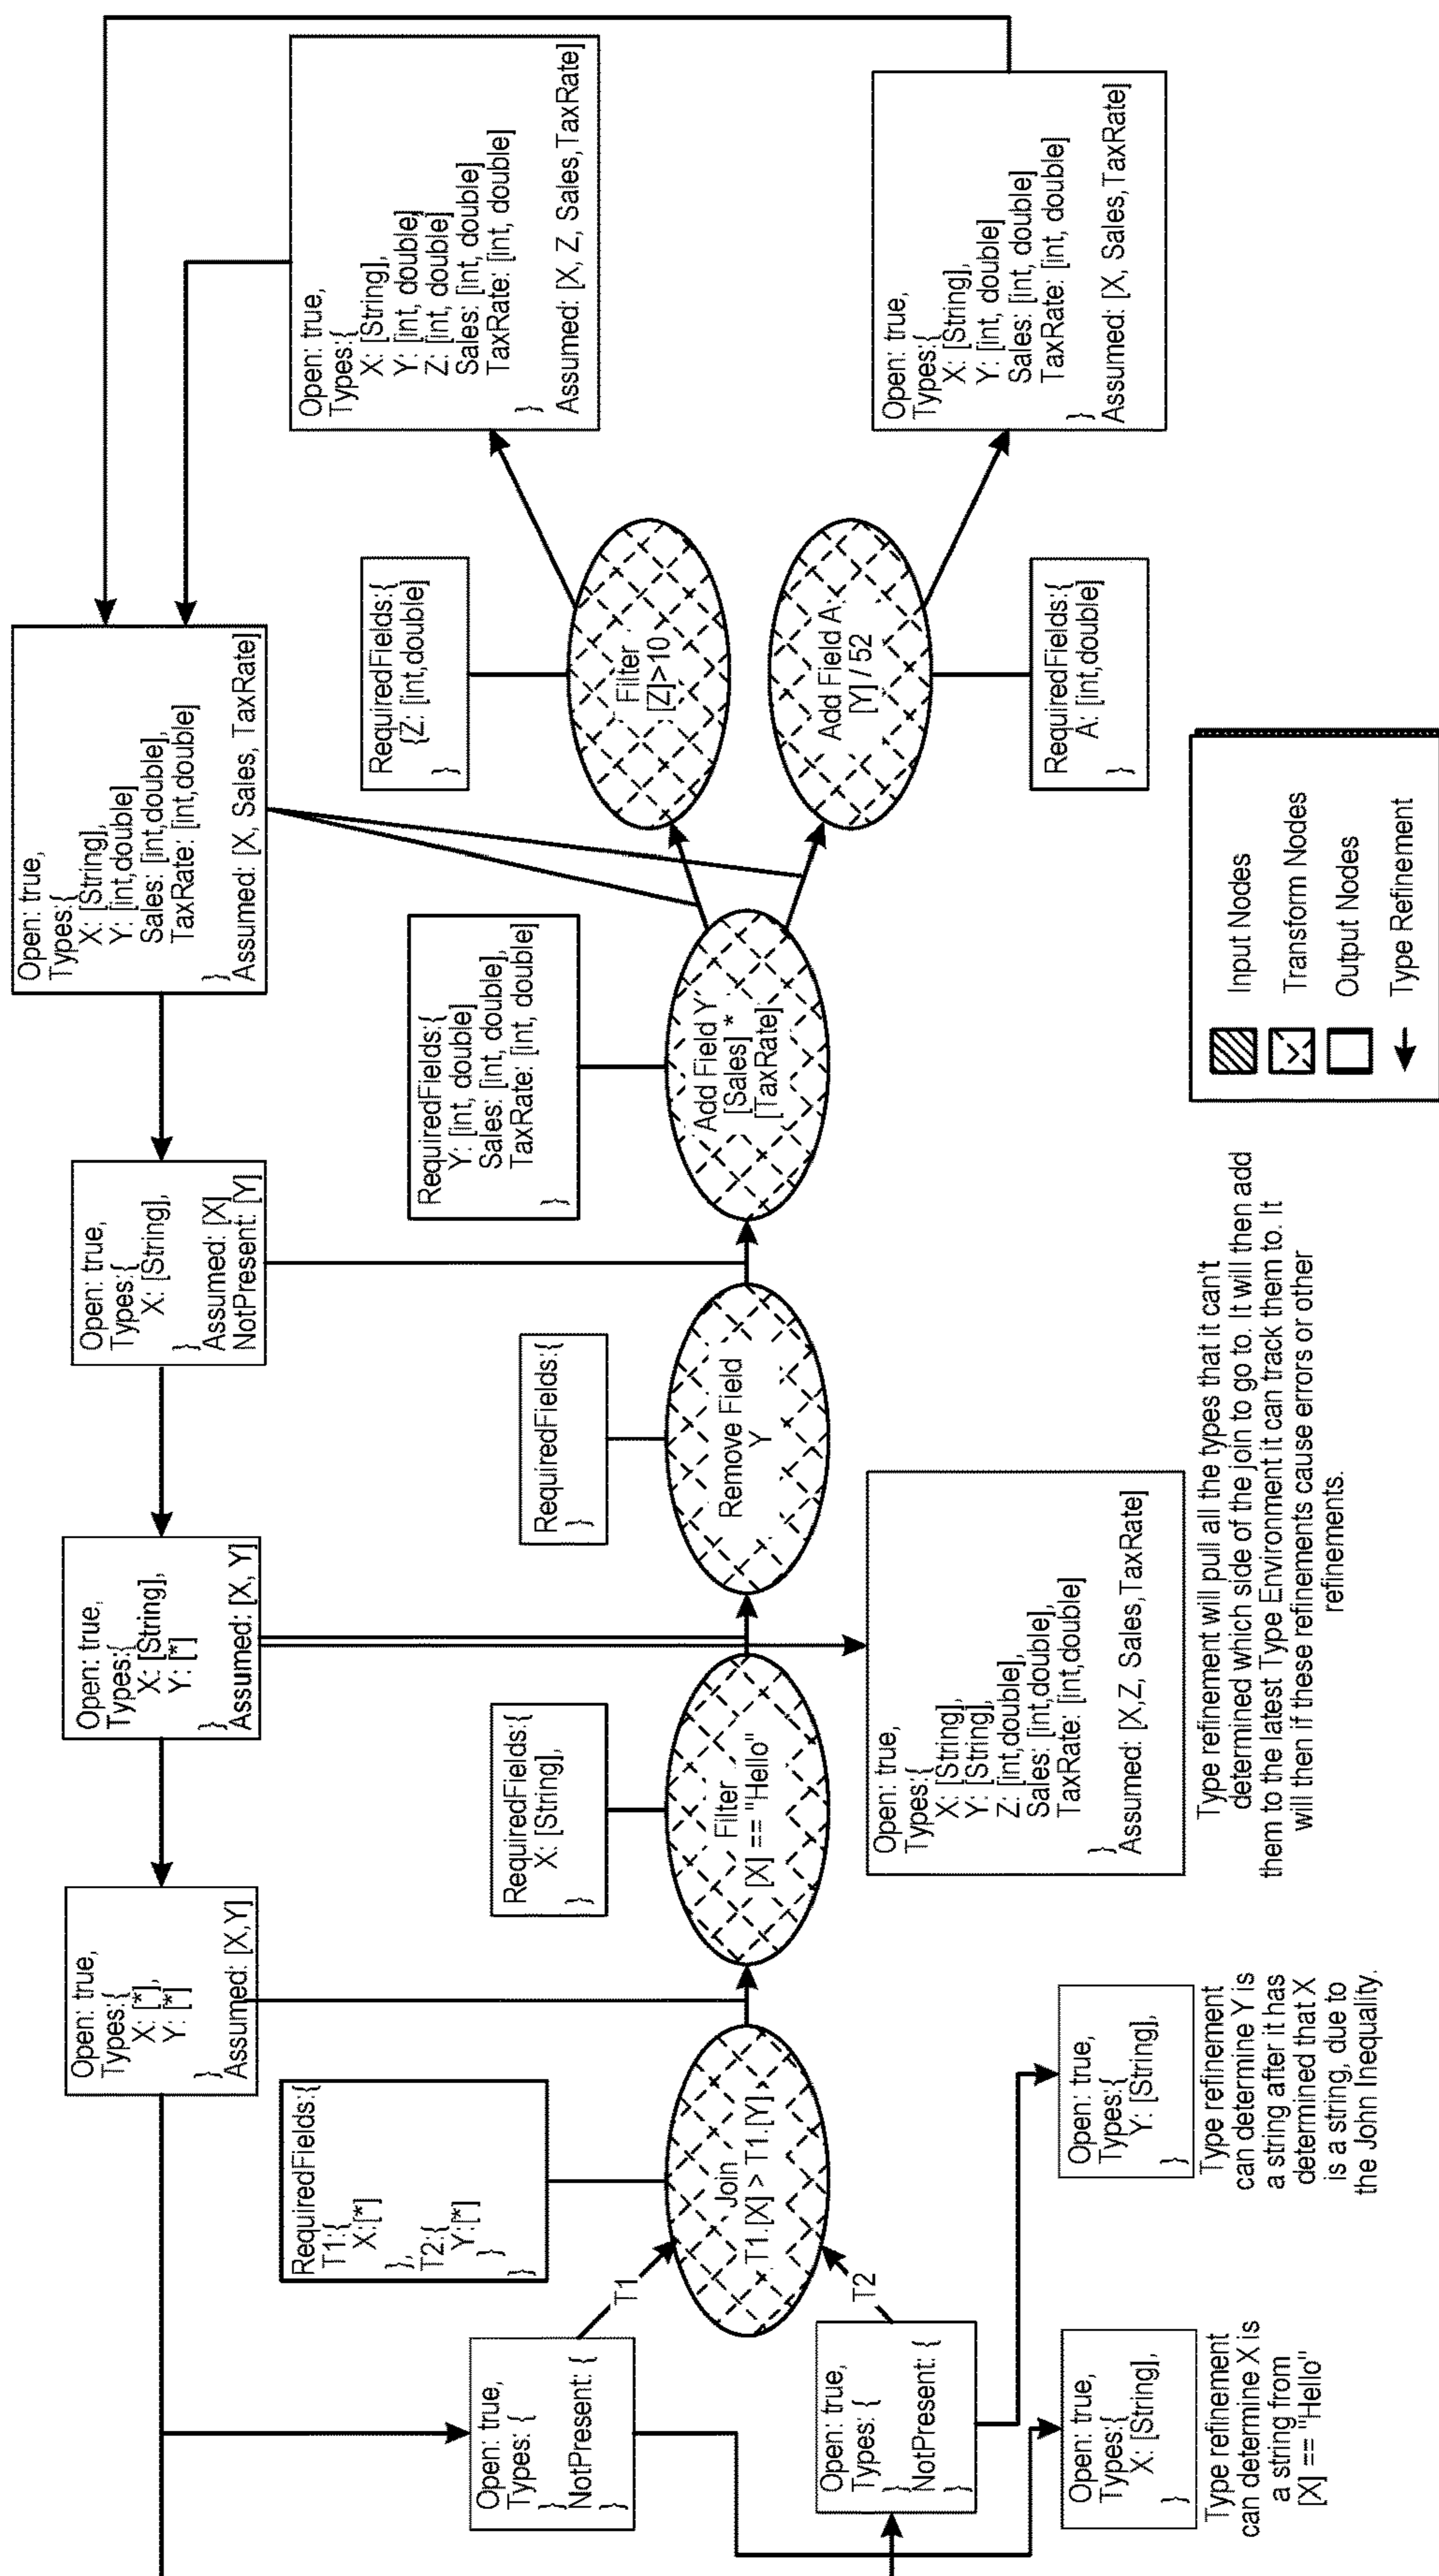 Open: true,
Types:{
X: [*],
Y: [*]
}
Assumed: [X,Y]
Open: true,
Types:{
X: [String],
Y: [*]
}
Assumed: [X, Y]
Open: true,
Types:{
X: [String],
}
Assumed: [X]
NotPresent: [Y]
Open: true,
Types:{
X: [String],
Y: [int,double]
Sales: [int,double],
TaxRate: [int,double]
}
Assumed: [X, Sales, TaxRate]
RequiredFields:{
T1:{
X:[*]
},
T2:{
Y:[*]
}
}
RequiredFields:{
X: [String],
}
RequiredFields:{
}
RequiredFields:{
Y: [int, double]
Sales: [int, double],
TaxRate: [int, double]
}
RequiredFields:{
{Z: [int,double]
}
Open: true,
Types:{
X: [String],
Y: [int, double]
Z: [int, double]
Sales: [int, double]
TaxRate: [int, double]
}
Assumed: [X, Z, Sales,TaxRate]
Open: true,
Types: {
}
NotPresent: {
}
T1
Join
T1.[X] > T1.[Y]
Filter
[X] == "Hello"
Remove Field
Y
Add Field Y
[Sales] *
[TaxRate]
Filter
[Z]>10
Add Field A:
[Y] / 52
T2
Open: true,
Types: {
}
NotPresent: {
}
Open: true,
Types:{
X: [String],
Y: [String],
Z: [int,double],
Sales: [int,double],
TaxRate: [int,double]
}
Assumed: [X,Z, Sales,TaxRate]
RequiredFields:{
A: [int,double]
}
Open: true,
Types:{
X: [String],
Y: [int, double]
Sales: [int, double]
TaxRate: [int, double]
}
Assumed: [X, Sales,TaxRate]
Open: true,
Types:{
X: [String],
}
Type refinement
can determine X is
a string from
[X] == "Hello"
Open: true,
Types:{
Y: [String],
}
Type refinement
can determine Y is
a string after it has
determined that X
is a string, due to
the John Inequality.
Type refinement will pull all the types that it can't
determined which side of the join to go to. It will then add
them to the latest Type Environment it can track them to. It
will then if these refinements cause errors or other
refinements.
Input Nodes
Transform Nodes
Output Nodes
Type Refinement